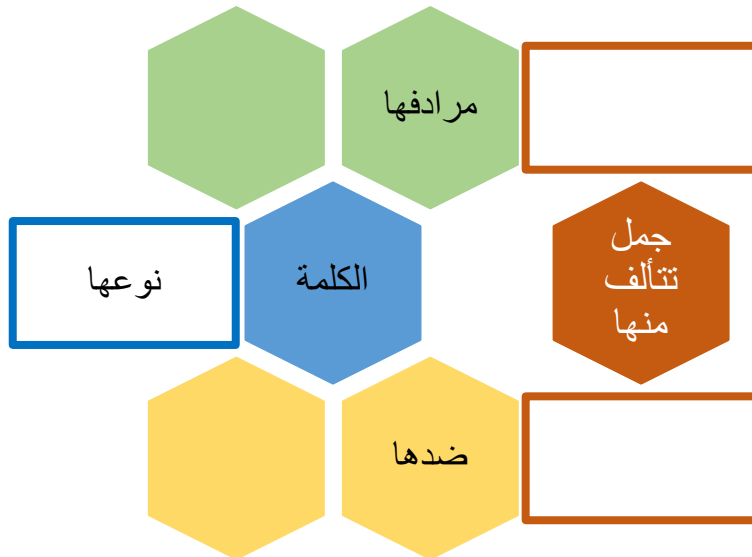 مرادفها
جمل
تتألف
منها
الكلمة
نوعها
ضدها